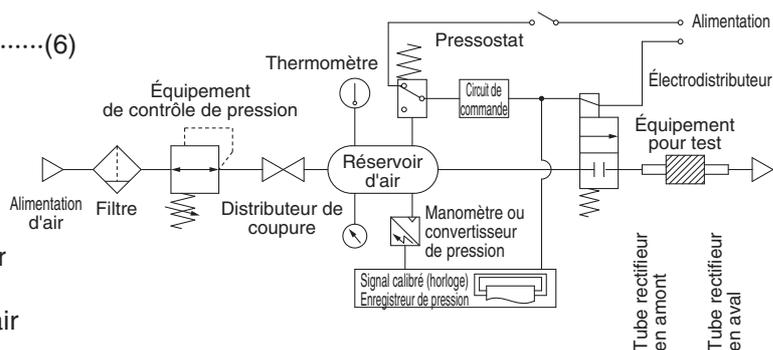 ······(6)
Alimentation
Pressostat
Thermomètre
Équipement
de contrôle de pression
Circuit de
commande
Électrodistributeur
Équipement
pour test
Réservoir
d'air
Alimentation
d'air
Filtre
Distributeur de
coupure
Manomètre ou
convertisseur
de pression
Signal calibré (horloge)
Enregistreur de pression
Tube rectifieur
en amont
Tube rectifieur
en aval
r
air